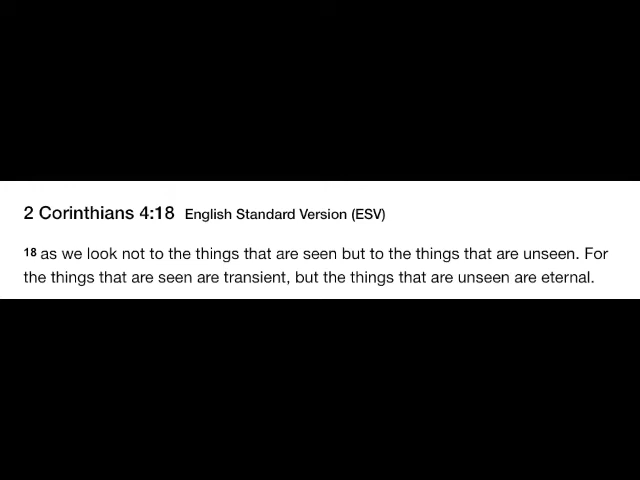 2 Corinthians 4:18 English Standard Version (ESV)
18 as we look not to the things that are seen but to the things that are unseen. For
the things that are seen are transient, but the things that are unseen are eternal.